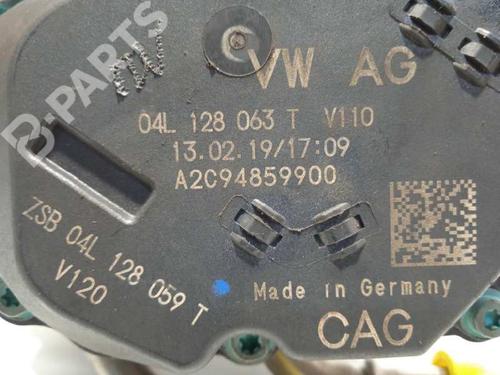 B-PARTS
VW AG
04L 128 063 T V110
13.02.19/17:09
A2C94859900
ZSB 04L 128 059 T
V120
Made in Germany
CAG